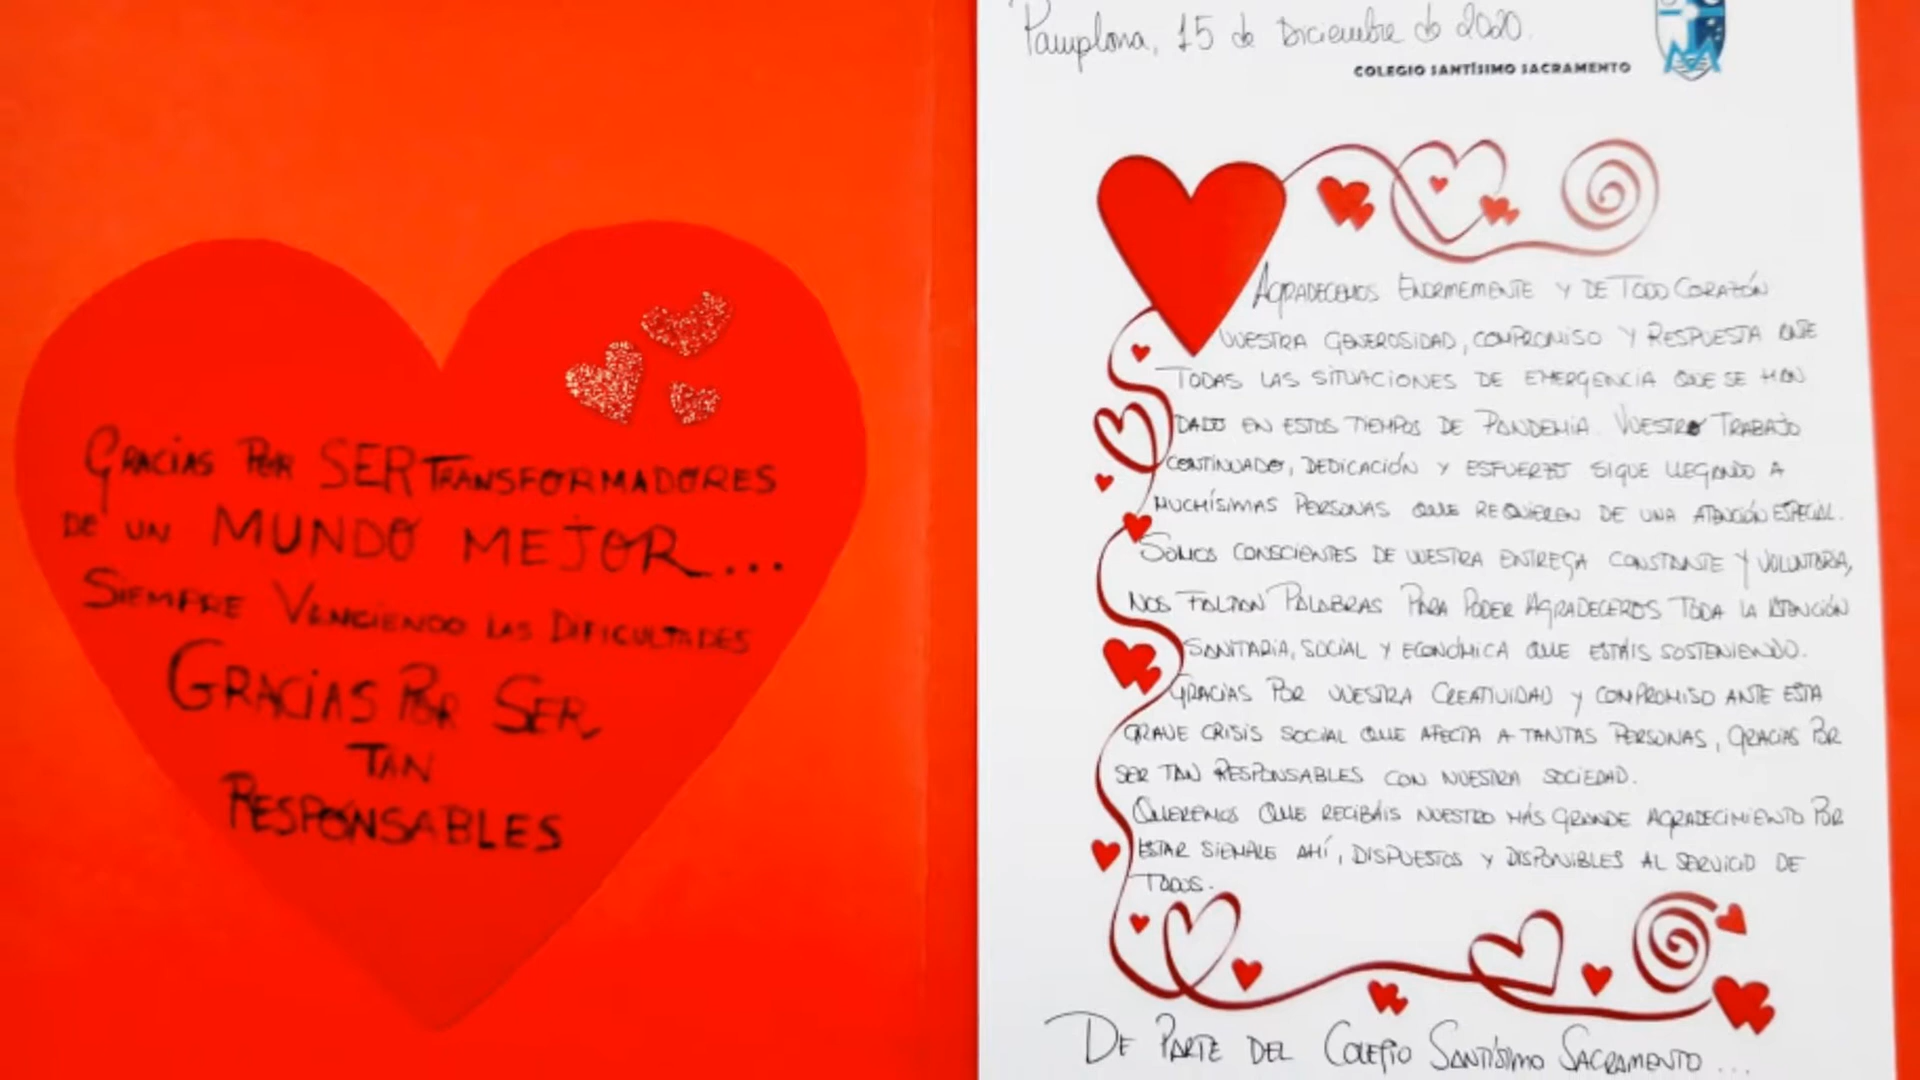 Gracias Por SER Transformadores
de un MUNDO MEJOR...
Siempre Venciendo las Dificultades
Gracias Por Ser
Tan
Responsables
Pamplona, 15 de Diciembre de 2020.
COLEGIO SANTÍSIMO SACRAMENTO
Agradecemos Enormemente y de Todo Corazón
vuestra generosidad, compromiso y Respuesta ante
Todas las situaciones de emergencia que se han
dado en estos tiempos de Pandemia. Vuestro Trabajo
continuado, dedicación y esfuerzo sigue llegando a
muchísimas personas que requieren de una atención especial.
Somos conscientes de vuestra entrega constante y voluntaria,
nos faltan Palabras Para Poder Agradeceros Toda la atención
sanitaria, social y económica que estáis sosteniendo.
Gracias Por vuestra Creatividad y compromiso ante esta
grave crisis social que afecta a tantas personas, gracias Por
ser tan Responsables con nuestra sociedad.
Queremos que recibáis nuestro más grande agradecimiento Por
estar siempre ahí, dispuestos y disponibles al servicio de
Todos.
De Parte del Colegio Santísimo Sacramento...